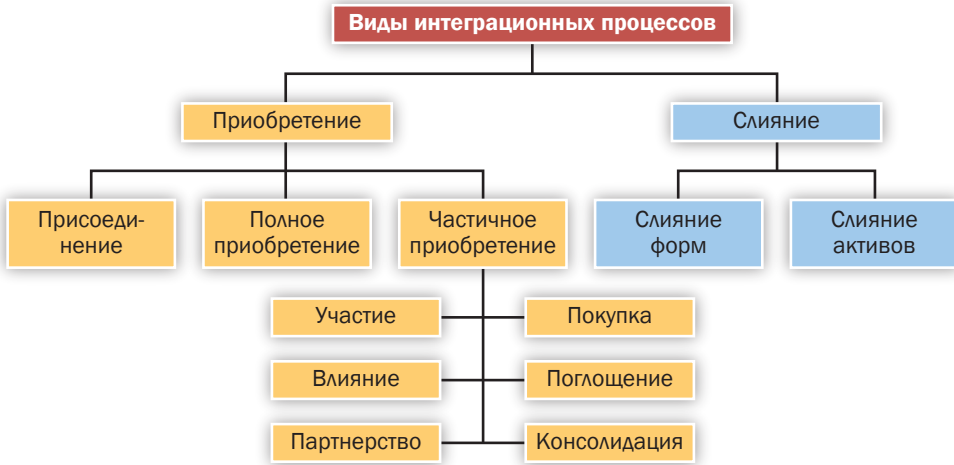 Виды интеграционных процессов
Приобретение
Слияние
Присоеди-
нение
Полное
приобретение
Частичное
приобретение
Слияние
форм
Слияние
активов
Участие
Покупка
Влияние
Поглощение
Партнерство
Консолидация